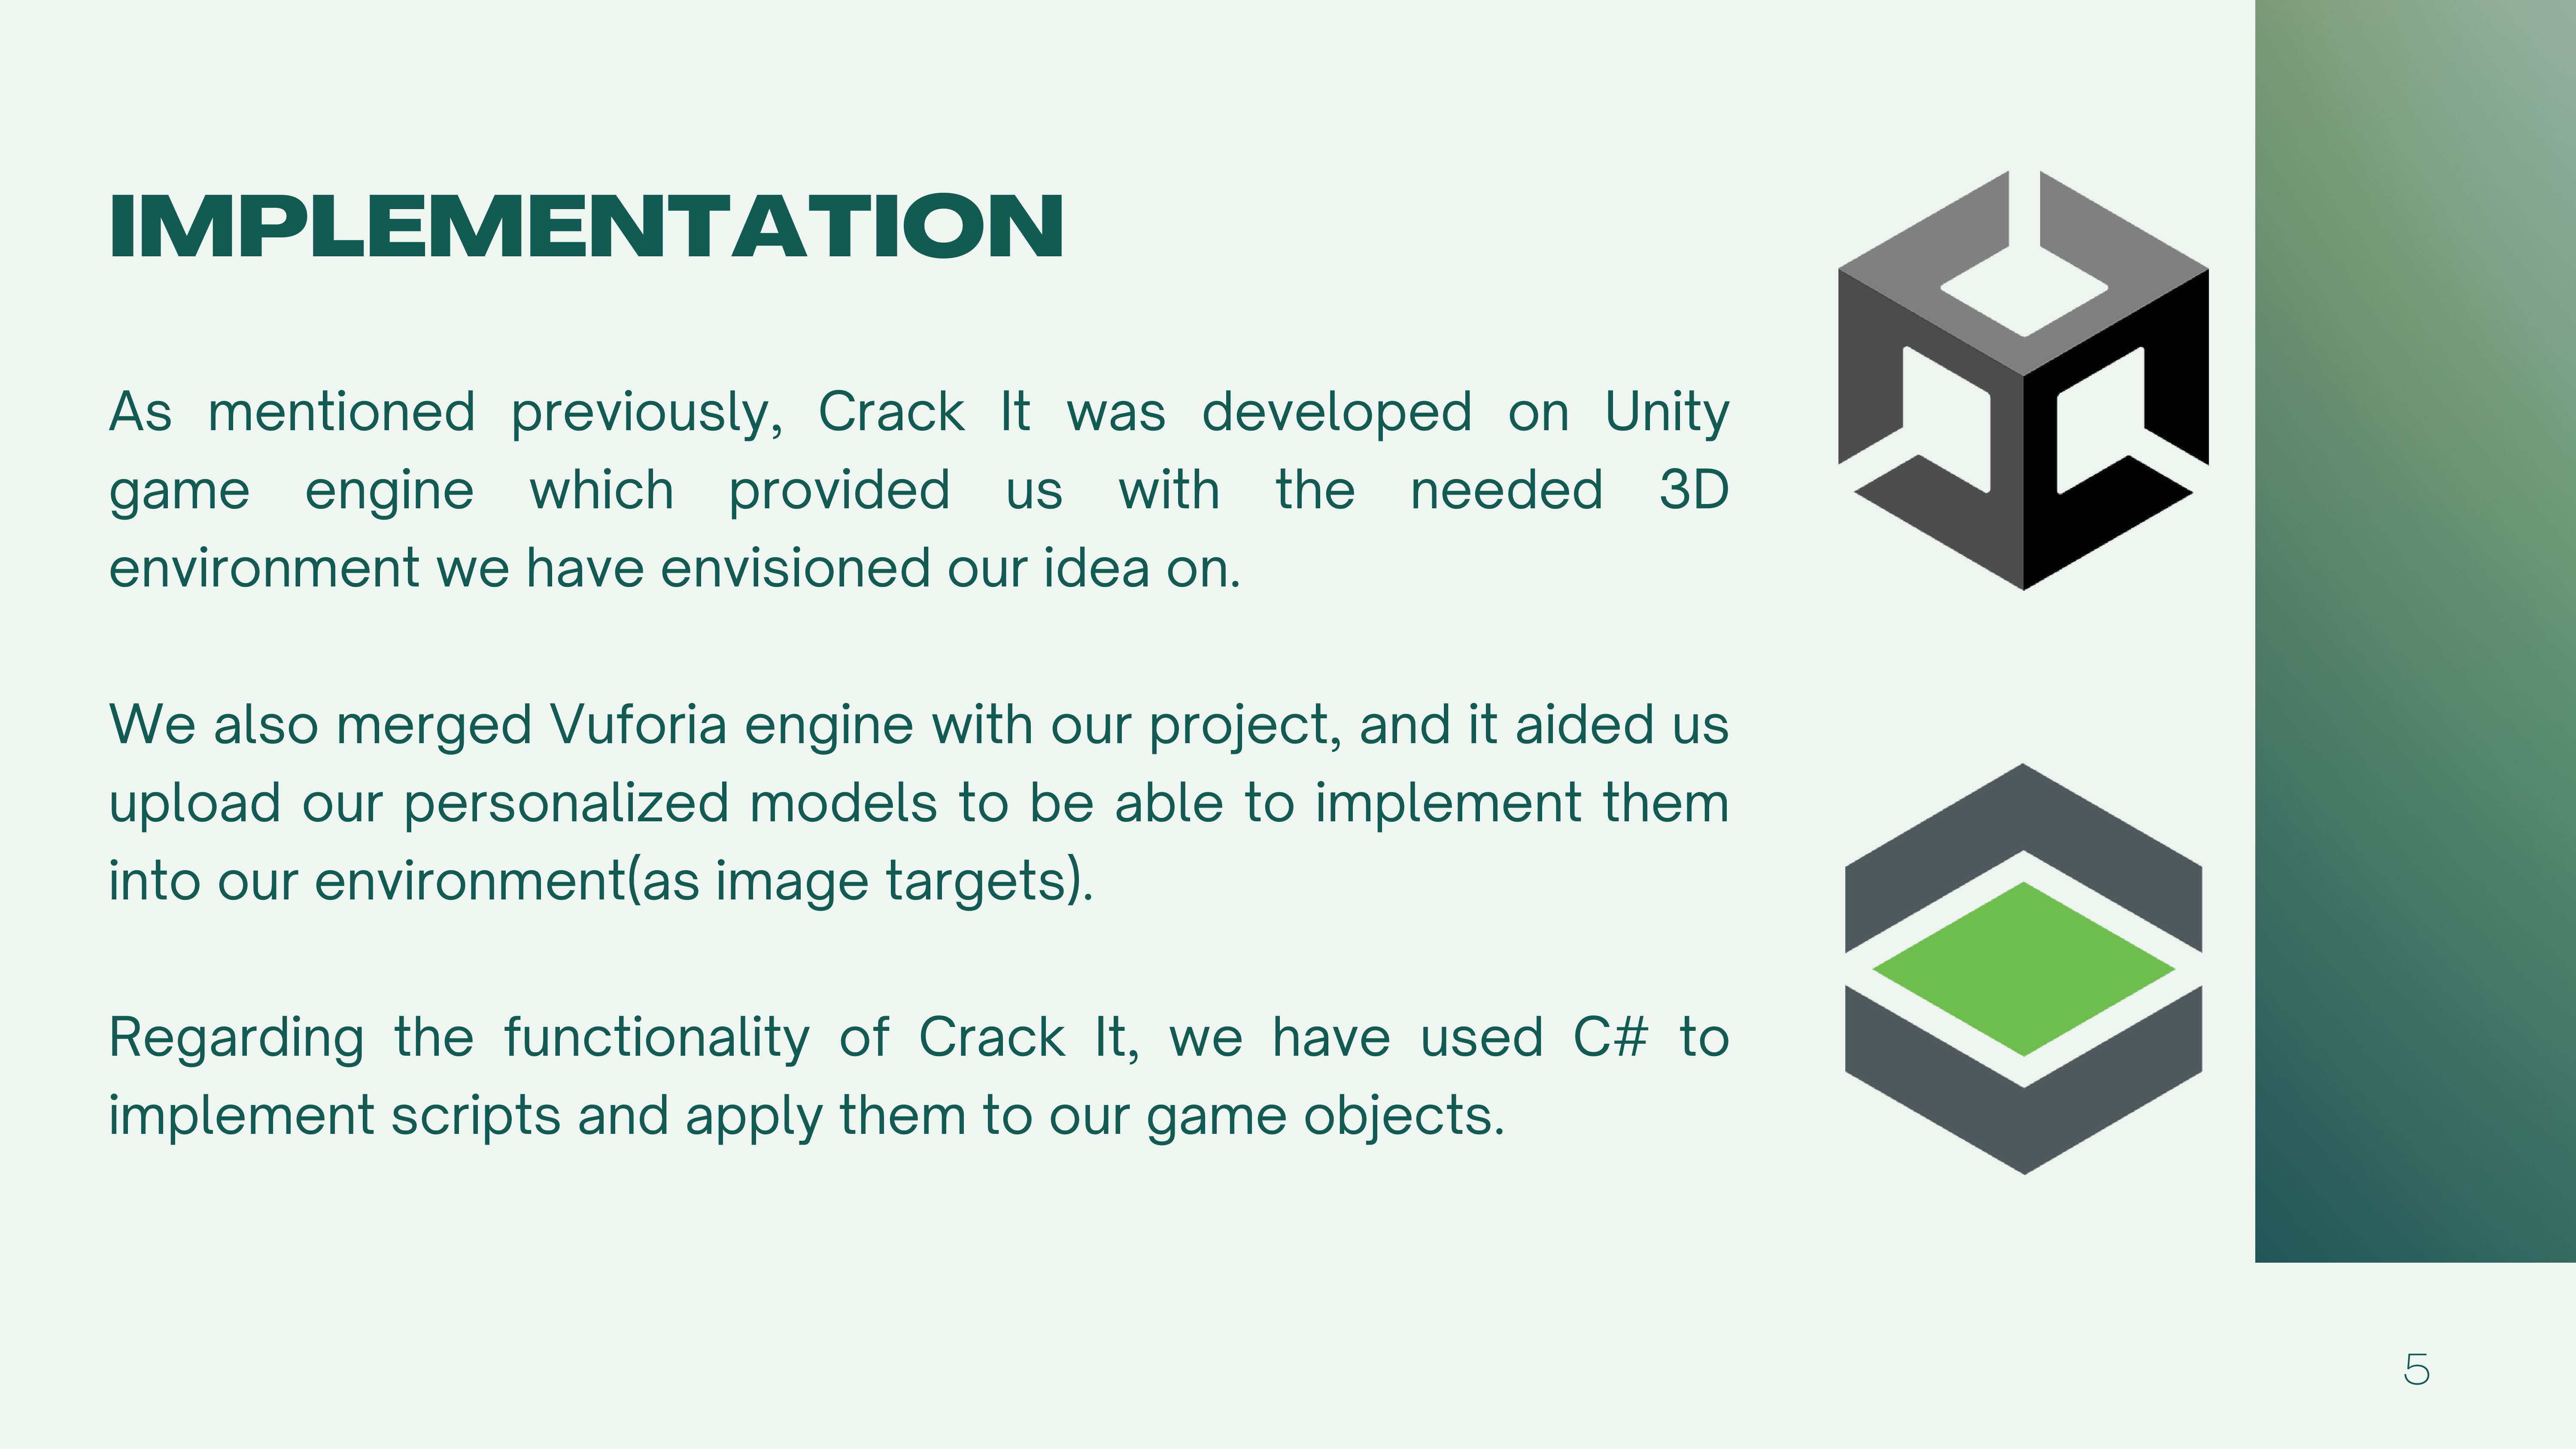 IMPLEMENTATION
As mentioned previously, Crack It was developed on Unity
game engine which provided us with the needed 3D
environment we have envisioned our idea on.
We also merged Vuforia engine with our project, and it aided us
upload our personalized models to be able to implement them
into our environment(as image targets).
Regarding the functionality of Crack It, we have used C# to
implement scripts and apply them to our game objects.
5